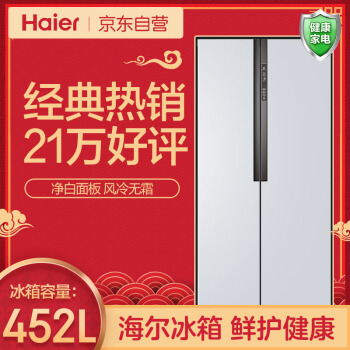 Haier 京东自营
健康
家电
经典热销
21万好评
净白面板 风冷无霜
冰箱容量:
452L
海尔冰箱 鲜护健康